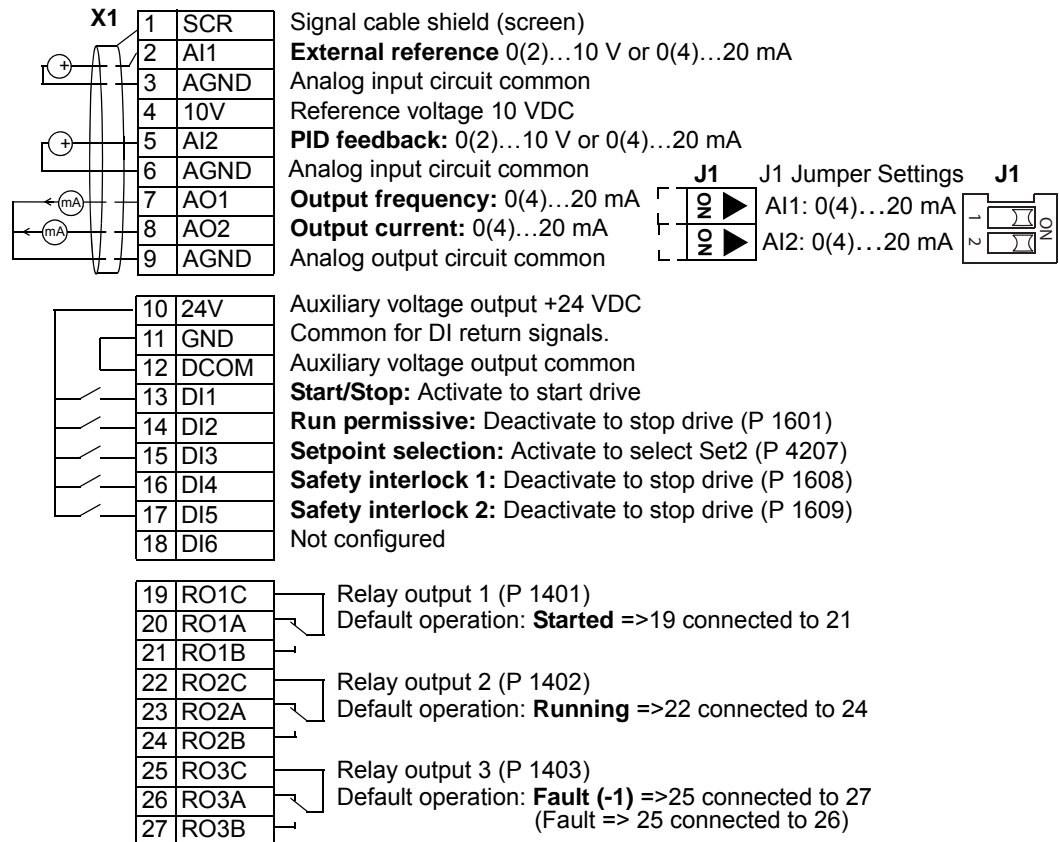 X1
1 SCR Signal cable shield (screen)
2 AI1 External reference 0(2)…10 V or 0(4)…20 mA
3 AGND Analog input circuit common
4 10V Reference voltage 10 VDC
5 AI2 PID feedback: 0(2)…10 V or 0(4)…20 mA
6 AGND Analog input circuit common
7 AO1 Output frequency: 0(4)…20 mA
8 AO2 Output current: 0(4)…20 mA
9 AGND Analog output circuit common
+
+
mA
mA
J1 J1 Jumper Settings J1
ON AI1: 0(4)…20 mA
ON AI2: 0(4)…20 mA
1
2
ON
10 24V Auxiliary voltage output +24 VDC
11 GND Common for DI return signals.
12 DCOM Auxiliary voltage output common
13 DI1 Start/Stop: Activate to start drive
14 DI2 Run permissive: Deactivate to stop drive (P 1601)
15 DI3 Setpoint selection: Activate to select Set2 (P 4207)
16 DI4 Safety interlock 1: Deactivate to stop drive (P 1608)
17 DI5 Safety interlock 2: Deactivate to stop drive (P 1609)
18 DI6 Not configured
19 RO1C Relay output 1 (P 1401)
20 RO1A Default operation: Started =>19 connected to 21
21 RO1B
22 RO2C Relay output 2 (P 1402)
23 RO2A Default operation: Running =>22 connected to 24
24 RO2B
25 RO3C Relay output 3 (P 1403)
26 RO3A Default operation: Fault (-1) =>25 connected to 27
27 RO3B (Fault => 25 connected to 26)